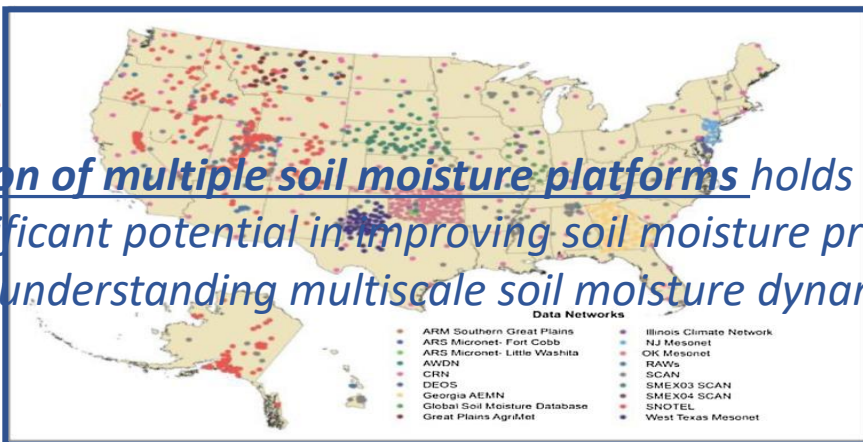 on of multiple soil moisture platforms holds
ificant potential in improving soil moisture pr
understanding multiscale soil moisture dynar
Data Networks
ARM Southern Great Plains
ARS Micronet- Fort Cobb
ARS Micronet- Little Washita
AWDN
CRN
DEOS
Georgia AEMN
Global Soil Moisture Database
Great Plains AgriMet
Illinois Climate Network
NJ Mesonet
OK Mesonet
RAWs
SCAN
SMEX03 SCAN
SMEX04 SCAN
SNOTEL
West Texas Mesonet